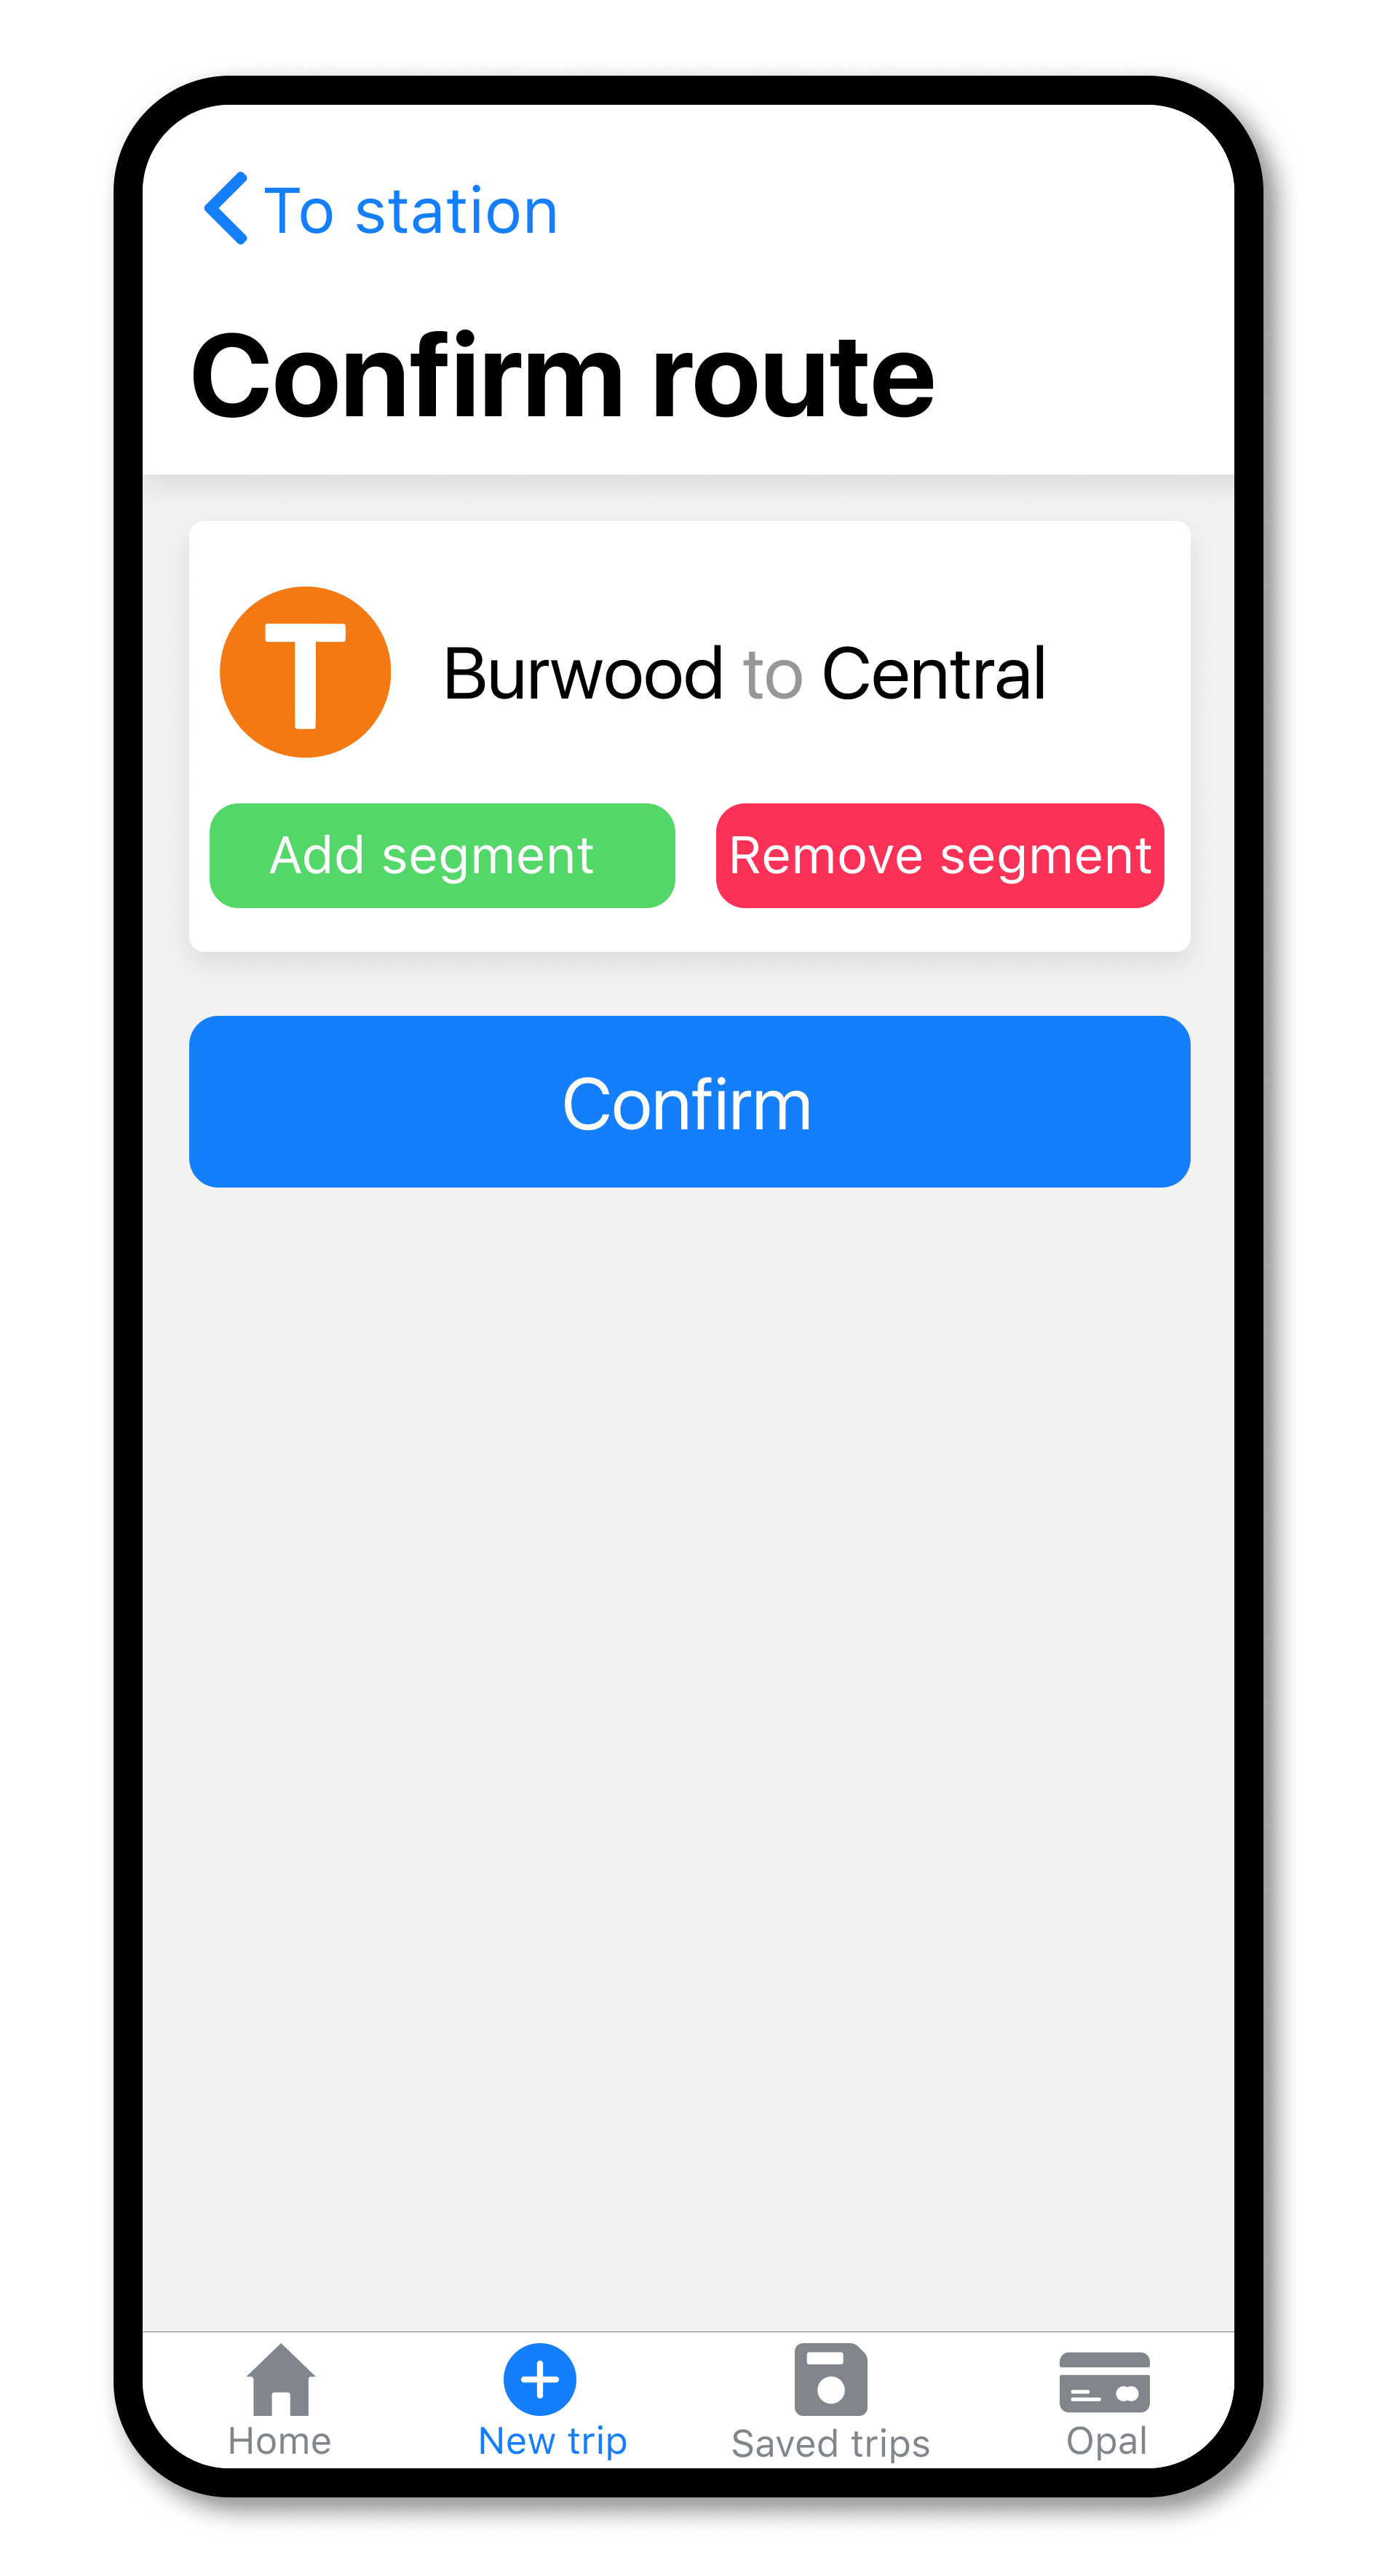 To station
Confirm route
T
Burwood to Central
Add segment
Remove segment
Confirm
Home
New trip
Saved trips
Opal